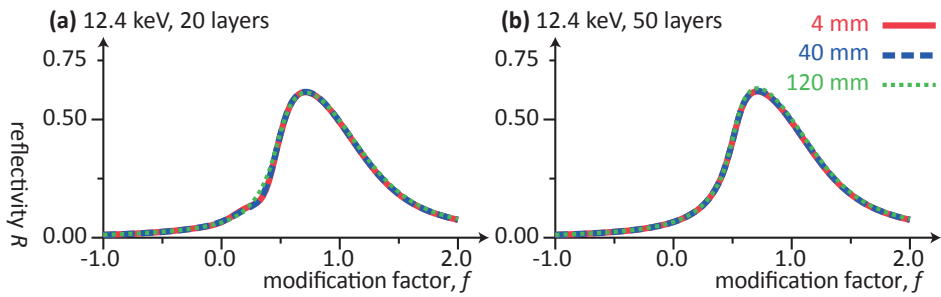 (a) 12.4 keV, 20 layers
reflectivity R
0.75
0.50
0.00
-1.0 0.0 1.0 2.0
modification factor, f
(b) 12.4 keV, 50 layers
4 mm
40 mm
120 mm
0.75
0.50
0.00
-1.0 0.0 1.0 2.0
modification factor, f